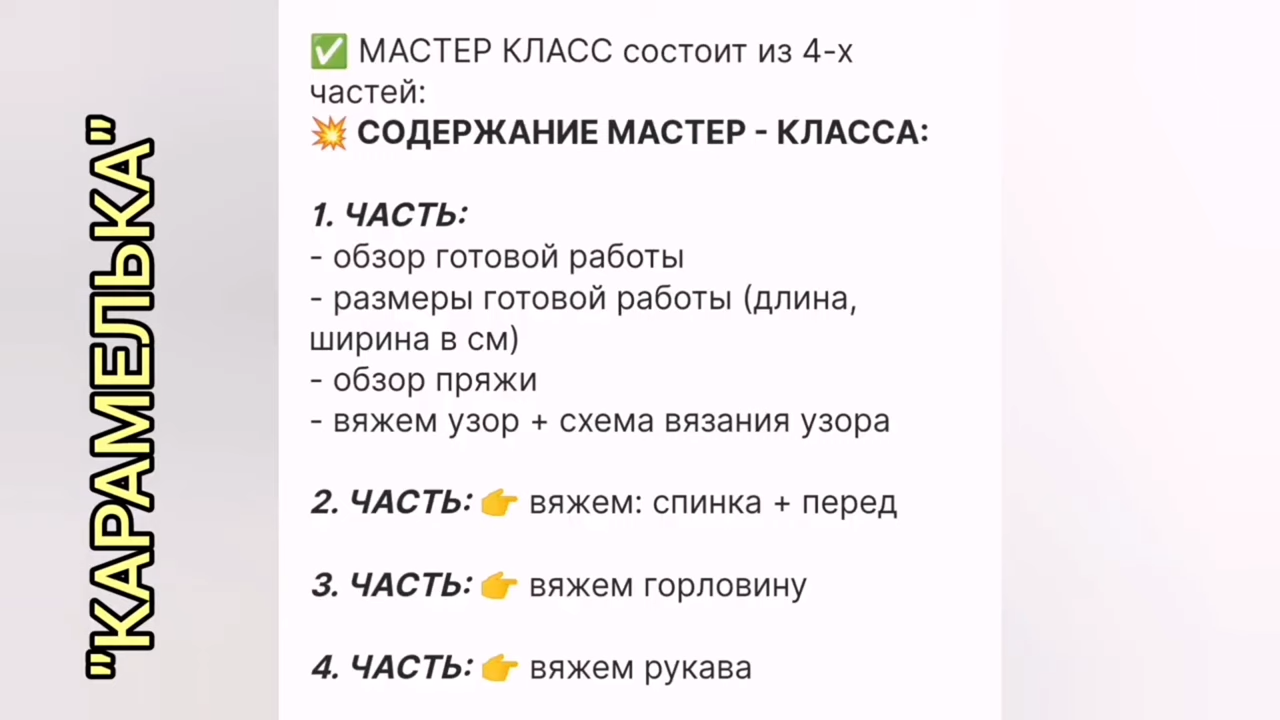 "КАРАМЕЛЬКА"
✅ МАСТЕР КЛАСС состоит из 4-х
частей:
💥 СОДЕРЖАНИЕ МАСТЕР - КЛАССА:
1. ЧАСТЬ:
- обзор готовой работы
- размеры готовой работы (длина,
ширина в см)
- обзор пряжи
- вяжем узор + схема вязания узора
2. ЧАСТЬ: 👉 вяжем: спинка + перед
3. ЧАСТЬ: 👉 вяжем горловину
4. ЧАСТЬ: 👉 вяжем рукава